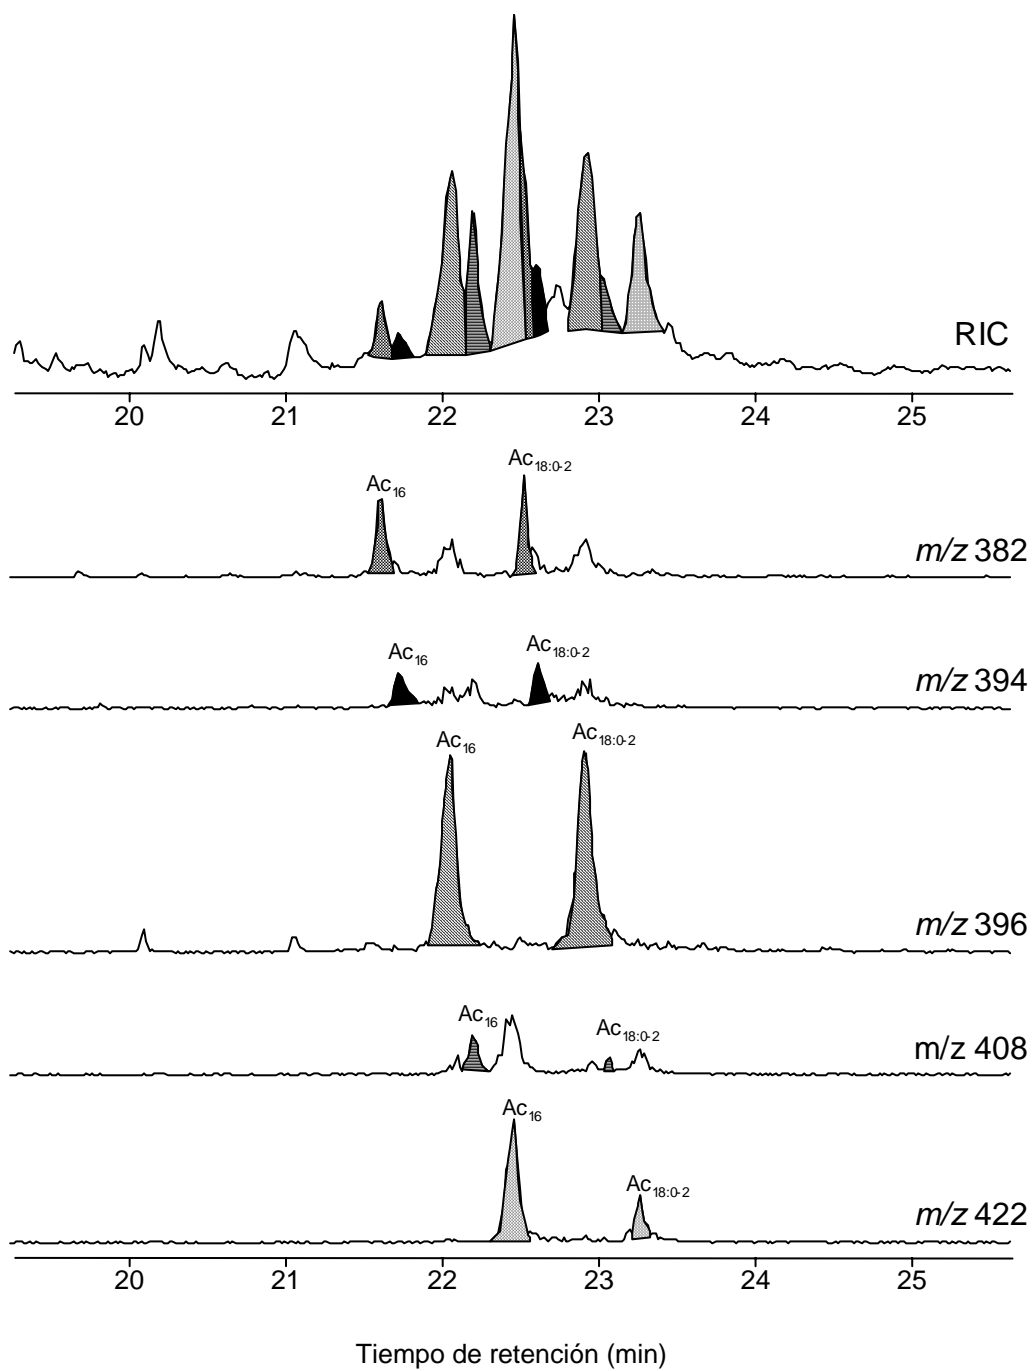 RIC
20 21 22 23 24 25
Ac18:0-2
Ac16
m/z 382
Ac16 Ac18:0-2
m/z 394
Ac16 Ac18:0-2
m/z 396
Ac16 Ac18:0-2
m/z 408
Ac16
Ac18:0-2
m/z 422
20 21 22 23 24 25
Tiempo de retención (min)